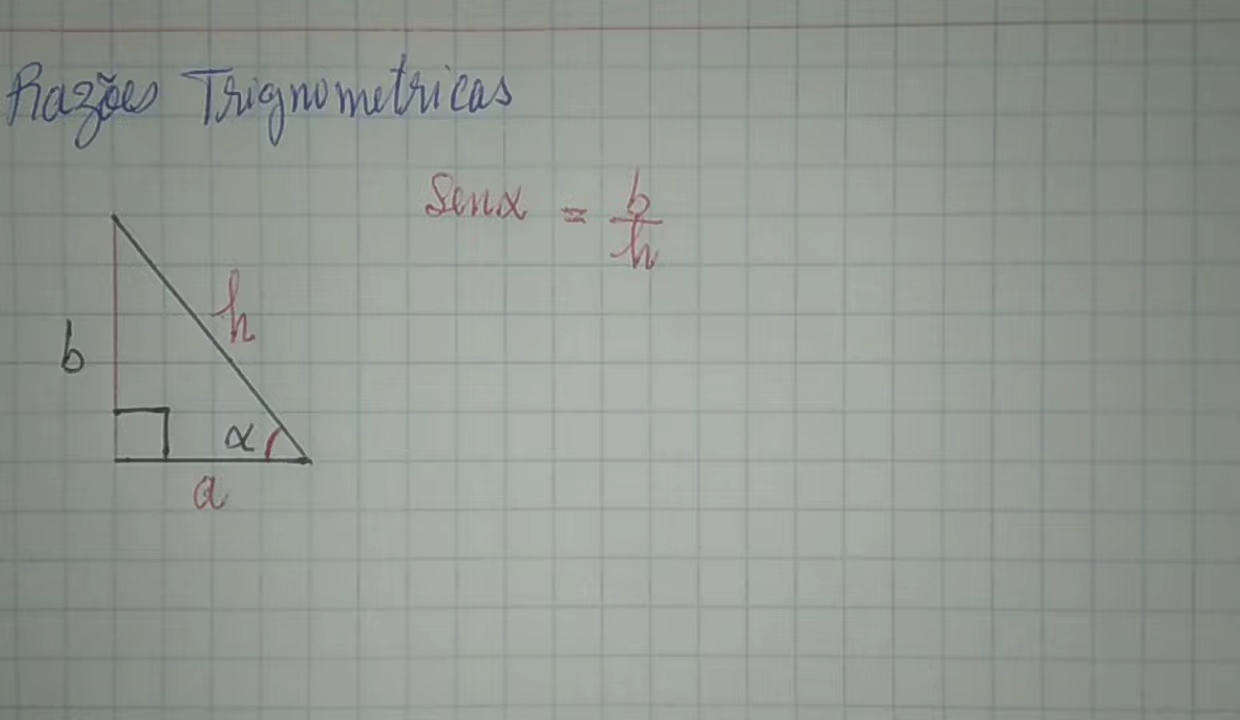 Razões Trignometricas
Senα = b/h
h
b
α
a